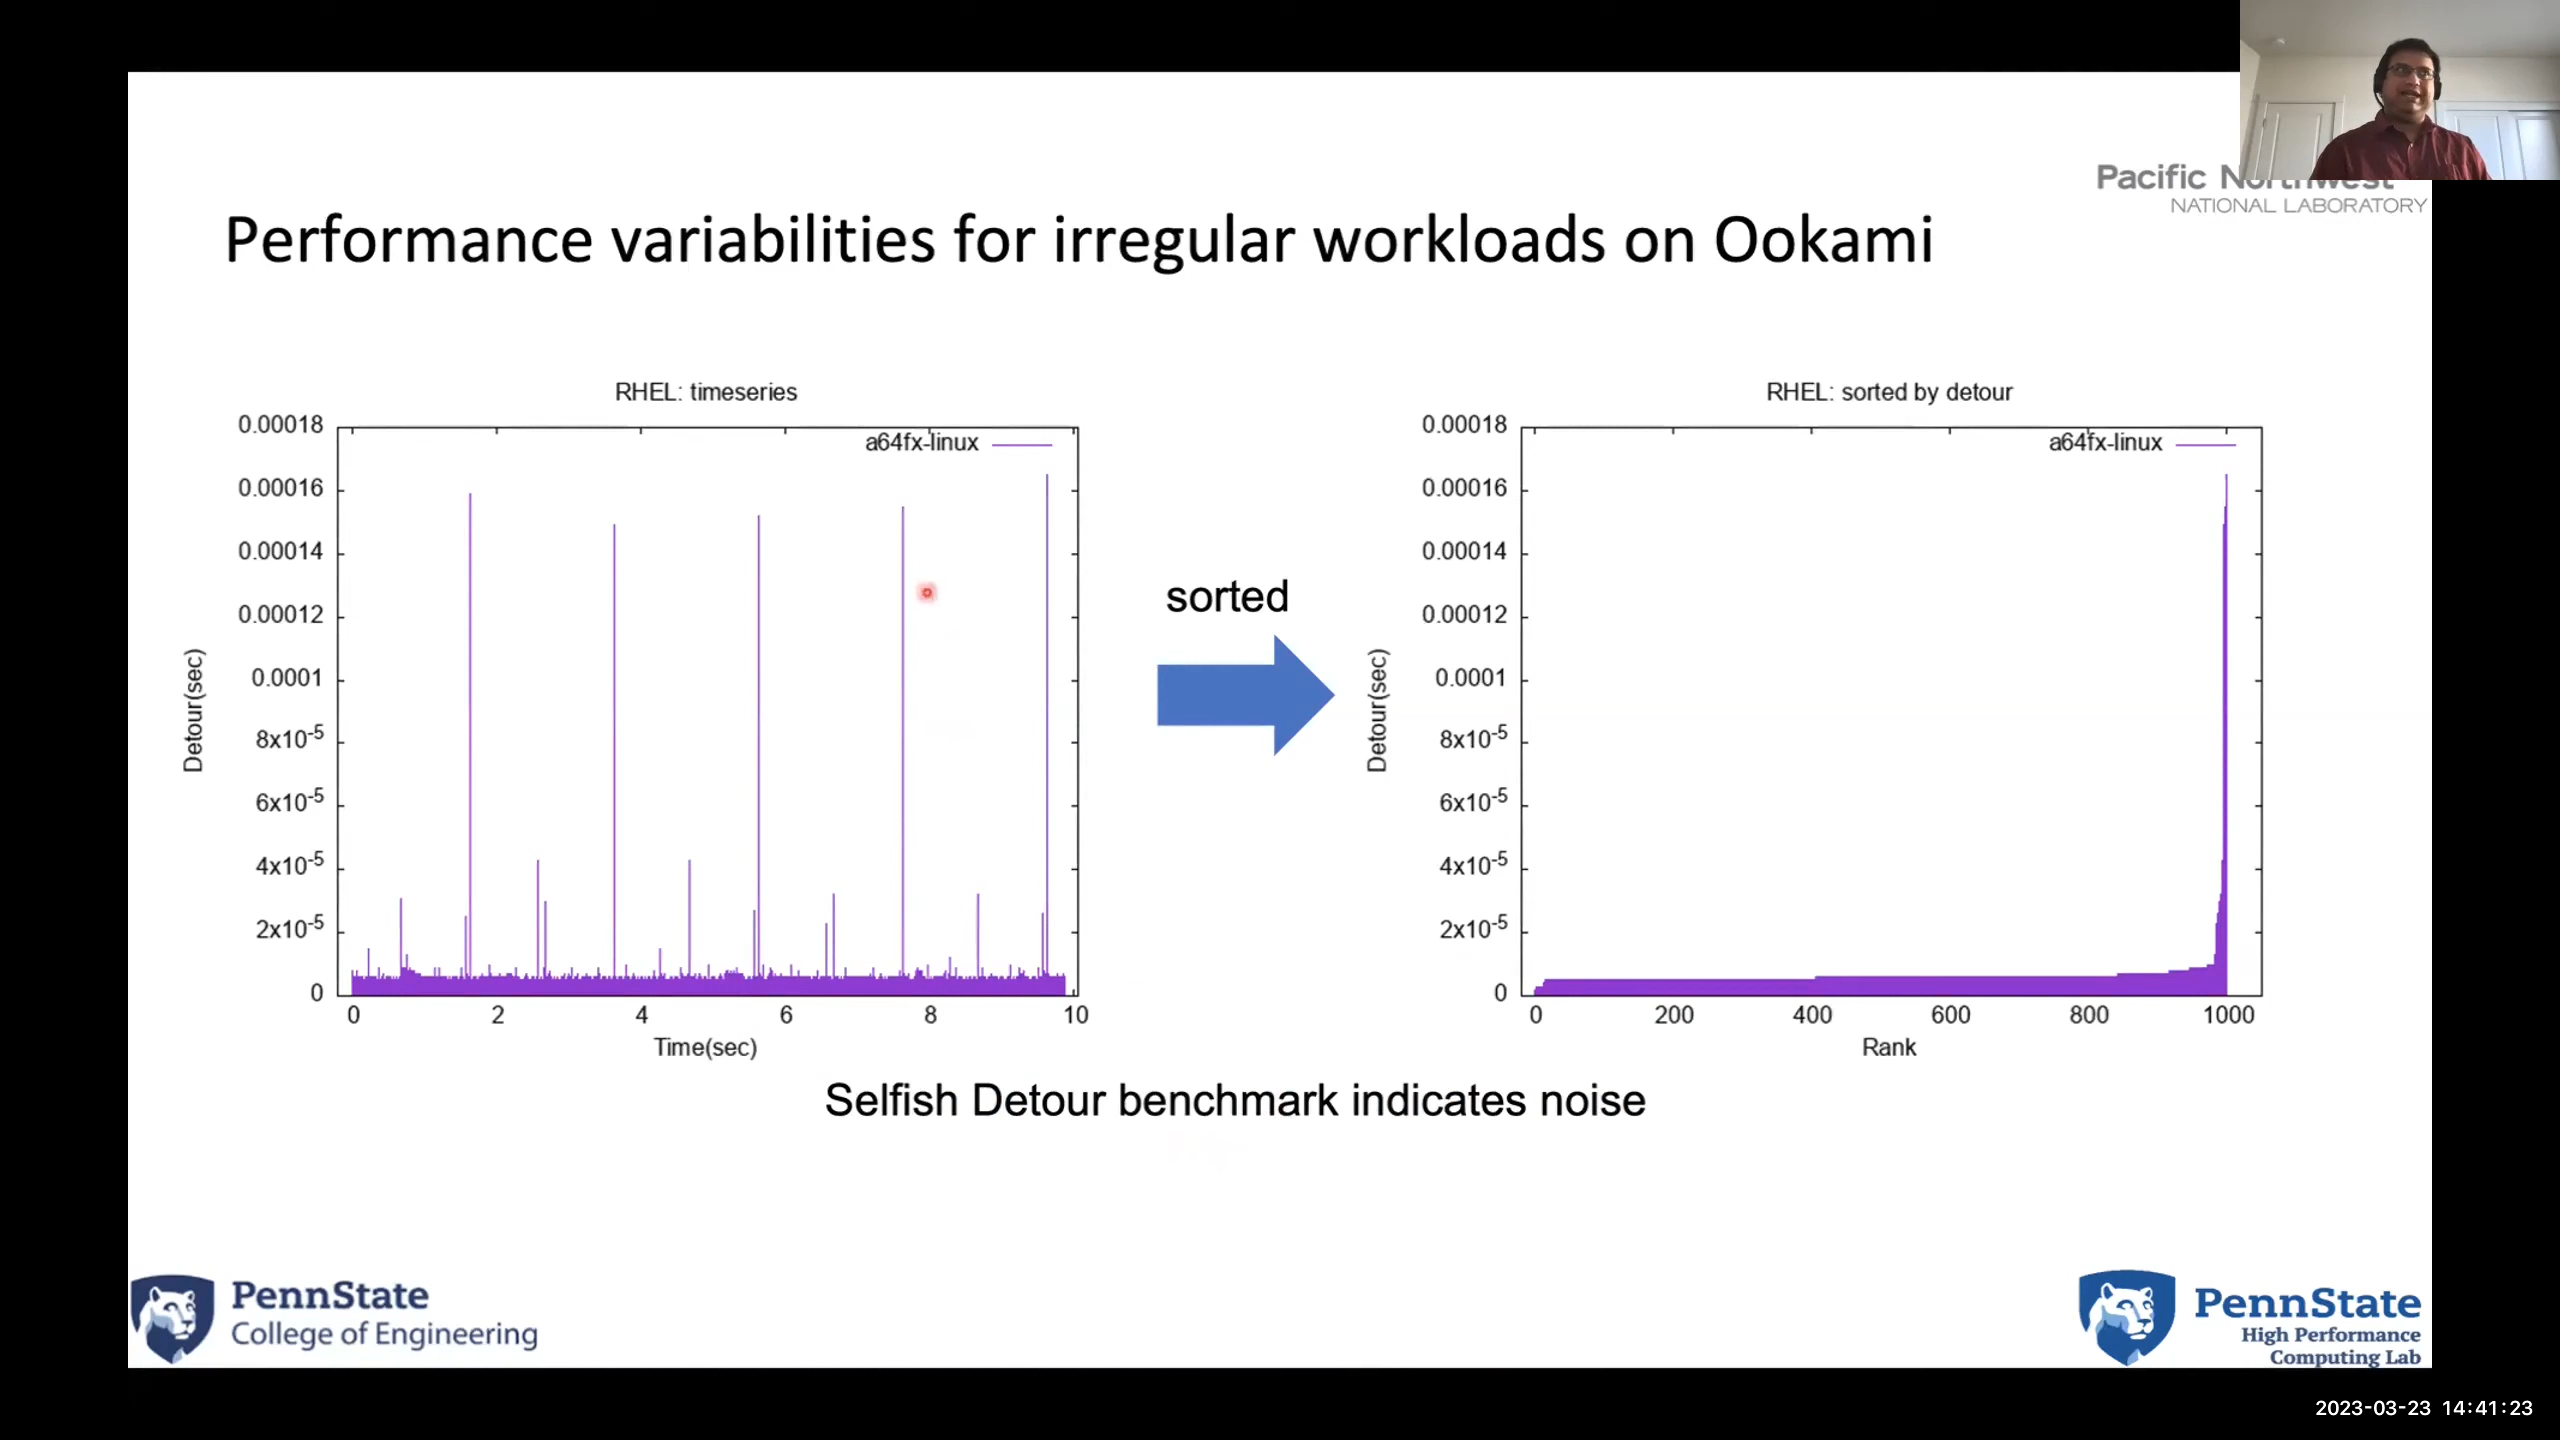 Pacific Northwest
NATIONAL LABORATORY
Performance variabilities for irregular workloads on Ookami
RHEL: timeseries
a64fx-linux
0.00018
0.00016
0.00014
0.00012
0.0001
8x10-5
6x10-5
4x10-5
2x10-5
0
Detour(sec)
0 2 4 6 8 10
Time(sec)
sorted
RHEL: sorted by detour
a64fx-linux
0.00018
0.00016
0.00014
0.00012
0.0001
8x10-5
6x10-5
4x10-5
2x10-5
0
Detour(sec)
0 200 400 600 800 1000
Rank
Selfish Detour benchmark indicates noise
PennState
College of Engineering
PennState
High Performance
Computing Lab
2023-03-23 14:41:23